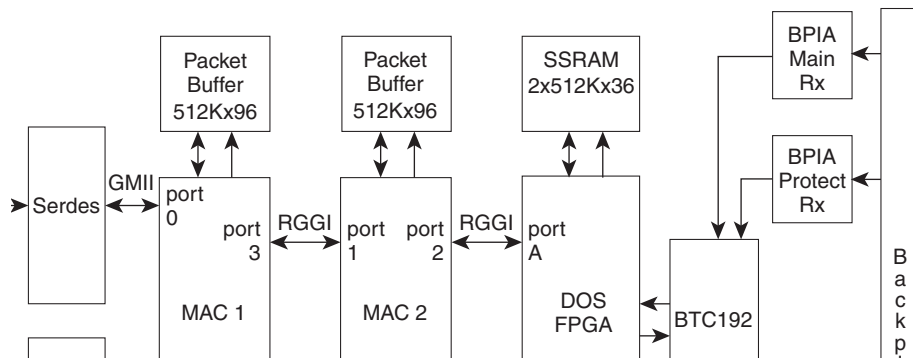 Packet
Buffer
512Kx96
Packet
Buffer
512Kx96
SSRAM
2x512Kx36
BPIA
Main
Rx
BPIA
Protect
Rx
Serdes
GMII
port
0
port
3
MAC 1
RGGI
port
1
port
2
MAC 2
RGGI
port
A
DOS
FPGA
BTC192
B
a
c
k
p